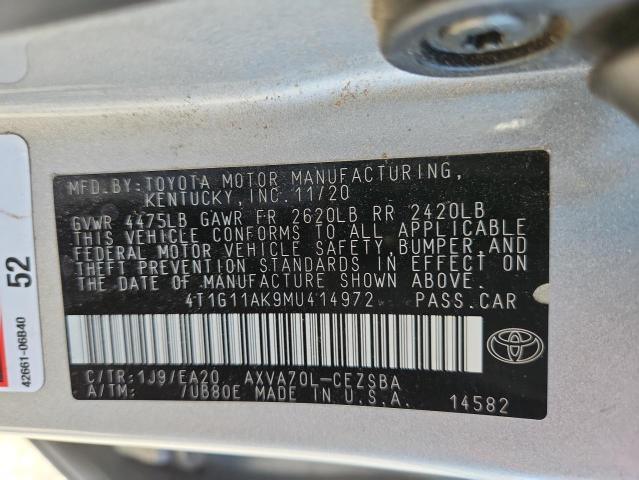 MFD.BY:TOYOTA MOTOR MANUFACTURING,
KENTUCKY, INC. 11/20
GVWR 4475LB GAWR FR 2620LB RR 2420LB
THIS VEHICLE CONFORMS TO ALL APPLICABLE
FEDERAL MOTOR VEHICLE SAFETY, BUMPER AND
THEFT PREVENTION STANDARDS IN EFFECT ON
THE DATE OF MANUFACTURE SHOWN ABOVE.
4T1G11AK9MU414972 PASS.CAR
C/TR:1J9/EA20 AXVA70L-CEZSBA
A/TM: 7UB80E MADE IN U.S.A. 14582
52
42661-06B40